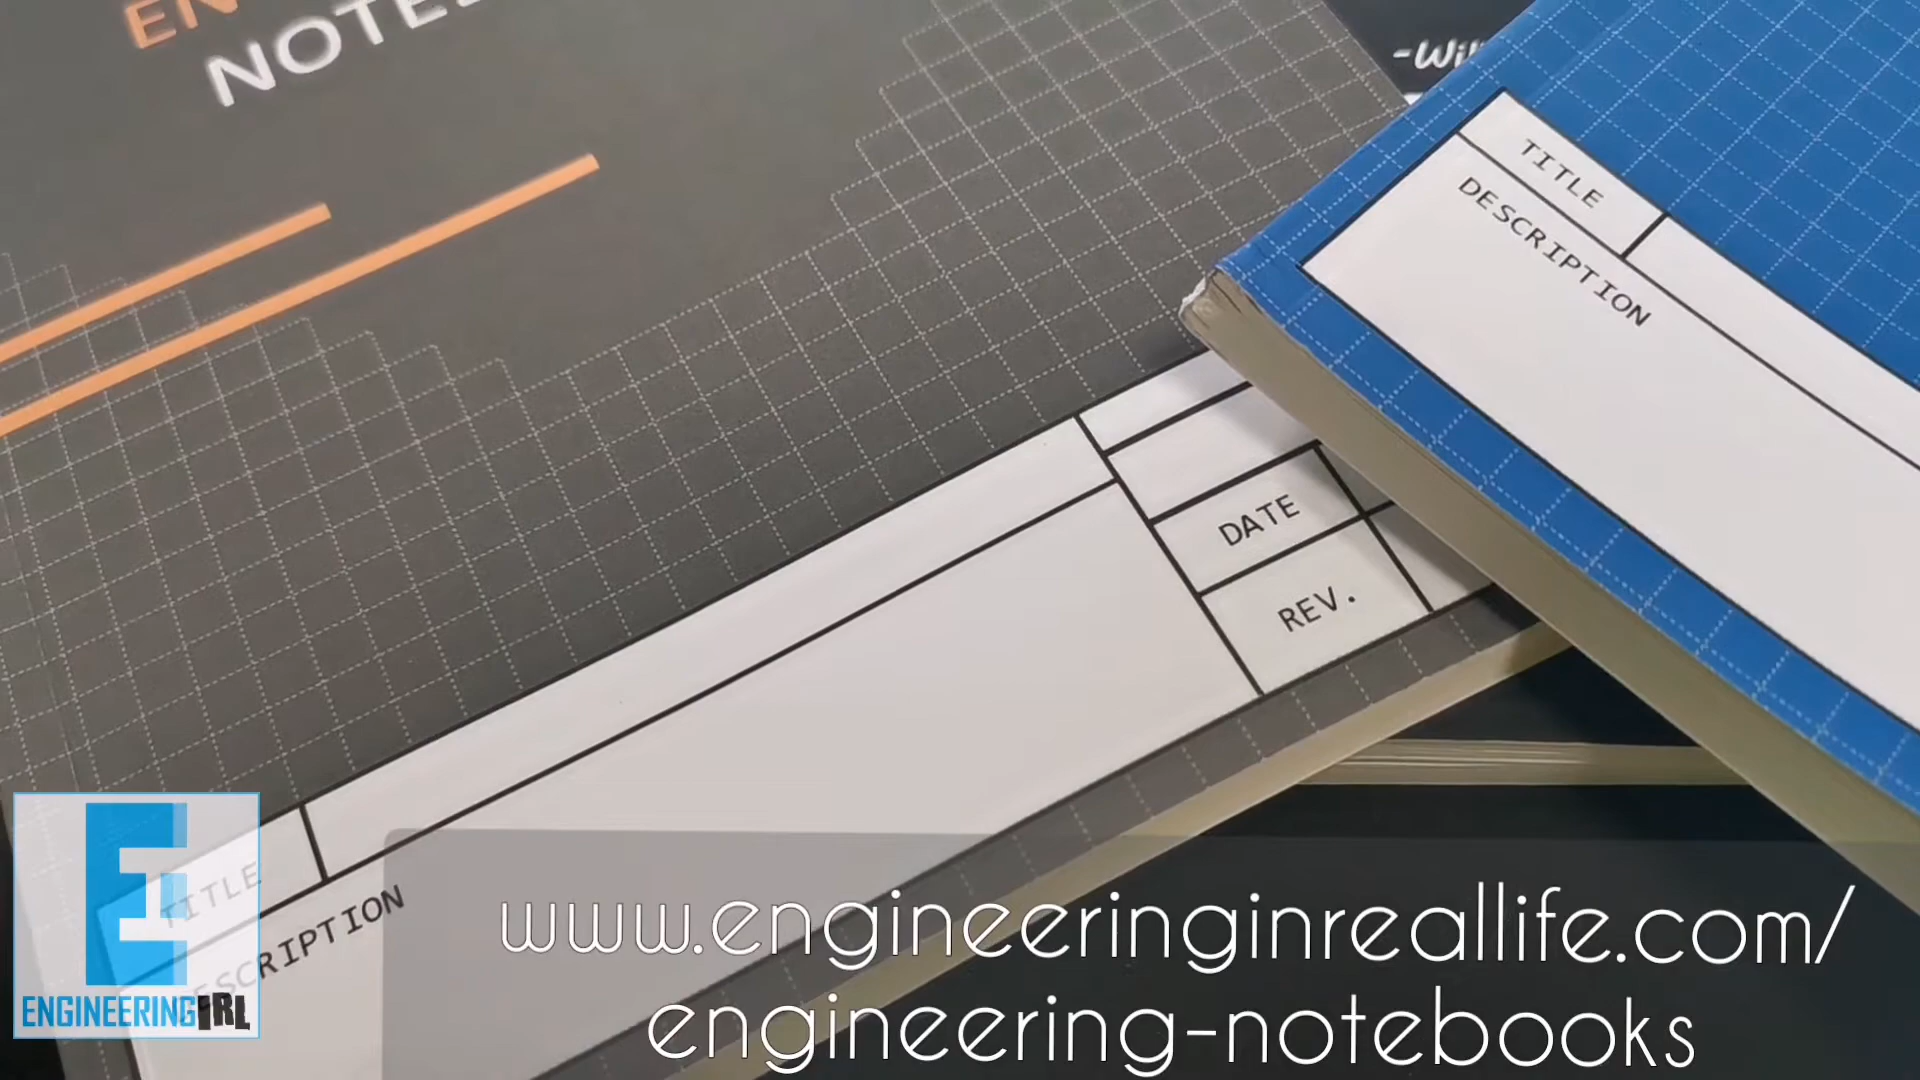 NOTE
TITLE
DESCRIPTION
DATE
REV.
TITLE
DESCRIPTION
www.engineeringinreallife.com/
engineering-notebooks
ENGINEERING IRL